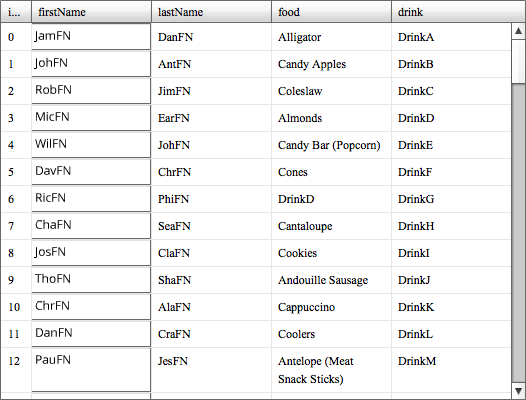 i... firstName lastName food drink
0 JamFN DanFN Alligator DrinkA
1 JohFN AntFN Candy Apples DrinkB
2 RobFN JimFN Coleslaw DrinkC
3 MicFN EarFN Almonds DrinkD
4 WilFN JohFN Candy Bar (Popcorn) DrinkE
5 DavFN ChrFN Cones DrinkF
6 RicFN PhiFN DrinkD DrinkG
7 ChaFN SeaFN Cantaloupe DrinkH
8 JosFN ClaFN Cookies DrinkI
9 ThoFN ShaFN Andouille Sausage DrinkJ
10 ChrFN AlaFN Cappuccino DrinkK
11 DanFN CraFN Coolers DrinkL
12 PauFN JesFN Antelope (Meat DrinkM
Snack Sticks)